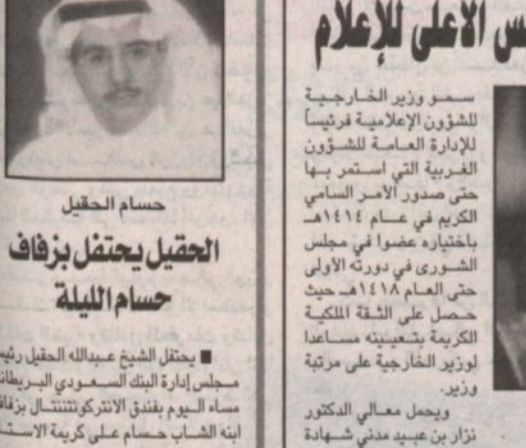 س الأعلى للإعلام
سمو وزير الخارجية
للشؤون الإعلامية فرئيساً
للإدارة العامة للشؤون
الغربية التي استمر بها
حتى صدور الأمر السامي
الكريم في عام ١٤١٤هـ
باختياره عضوا في مجلس
الشورى في دورته الأولى
حتى العام ١٤١٨هـ حيث
حصل على الثقة الملكية
الكريمة بتعيينه مساعدا
لوزير الخارجية على مرتبة
وزير.
ويحمل معالي الدكتور
نزار بن عبيد مدني شهادة
حسام الحقيل
الحقيل يحتفل بزفاف
حسام الليلة
■ يحتفل الشيخ عبدالله الحقيل رئيس
مجلس إدارة البنك السعودي البريطاني
مساء اليوم بفندق الانتركونتننتال بزفاف
ابنه الشاب حسام على كريمة الاستا